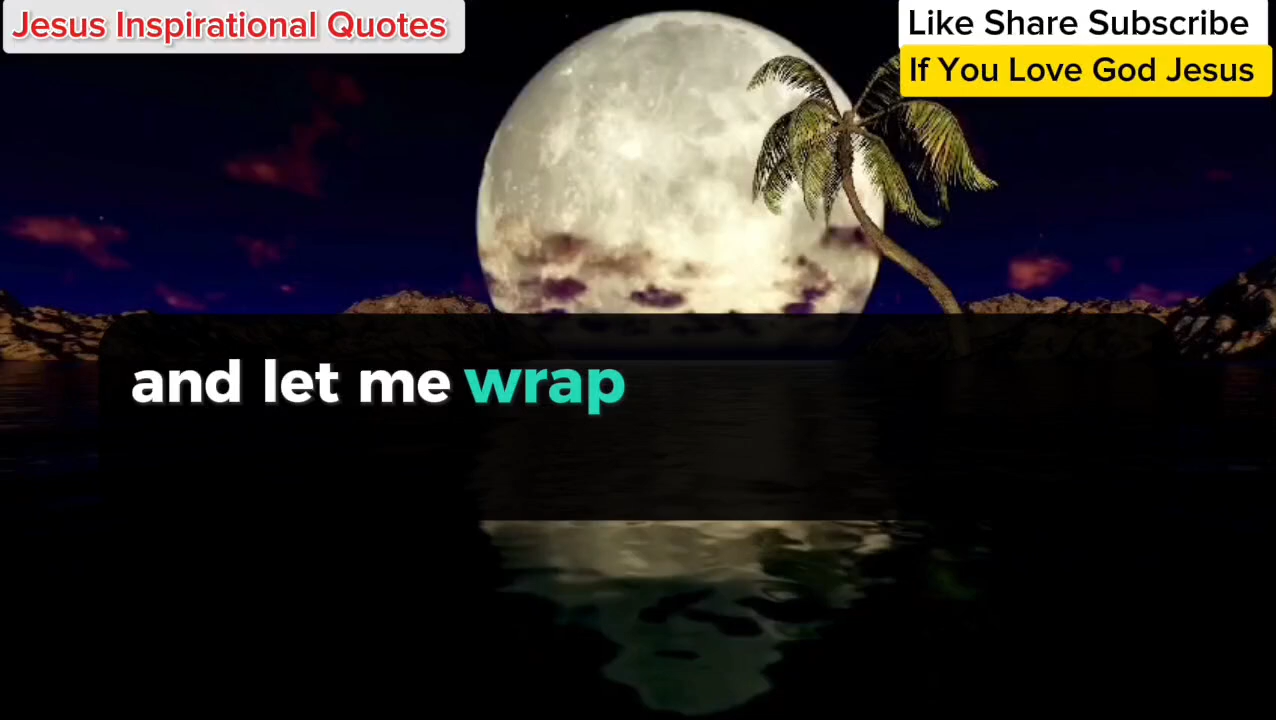 Jesus Inspirational Quotes
Like Share Subscribe
If You Love God Jesus
and let me wrap